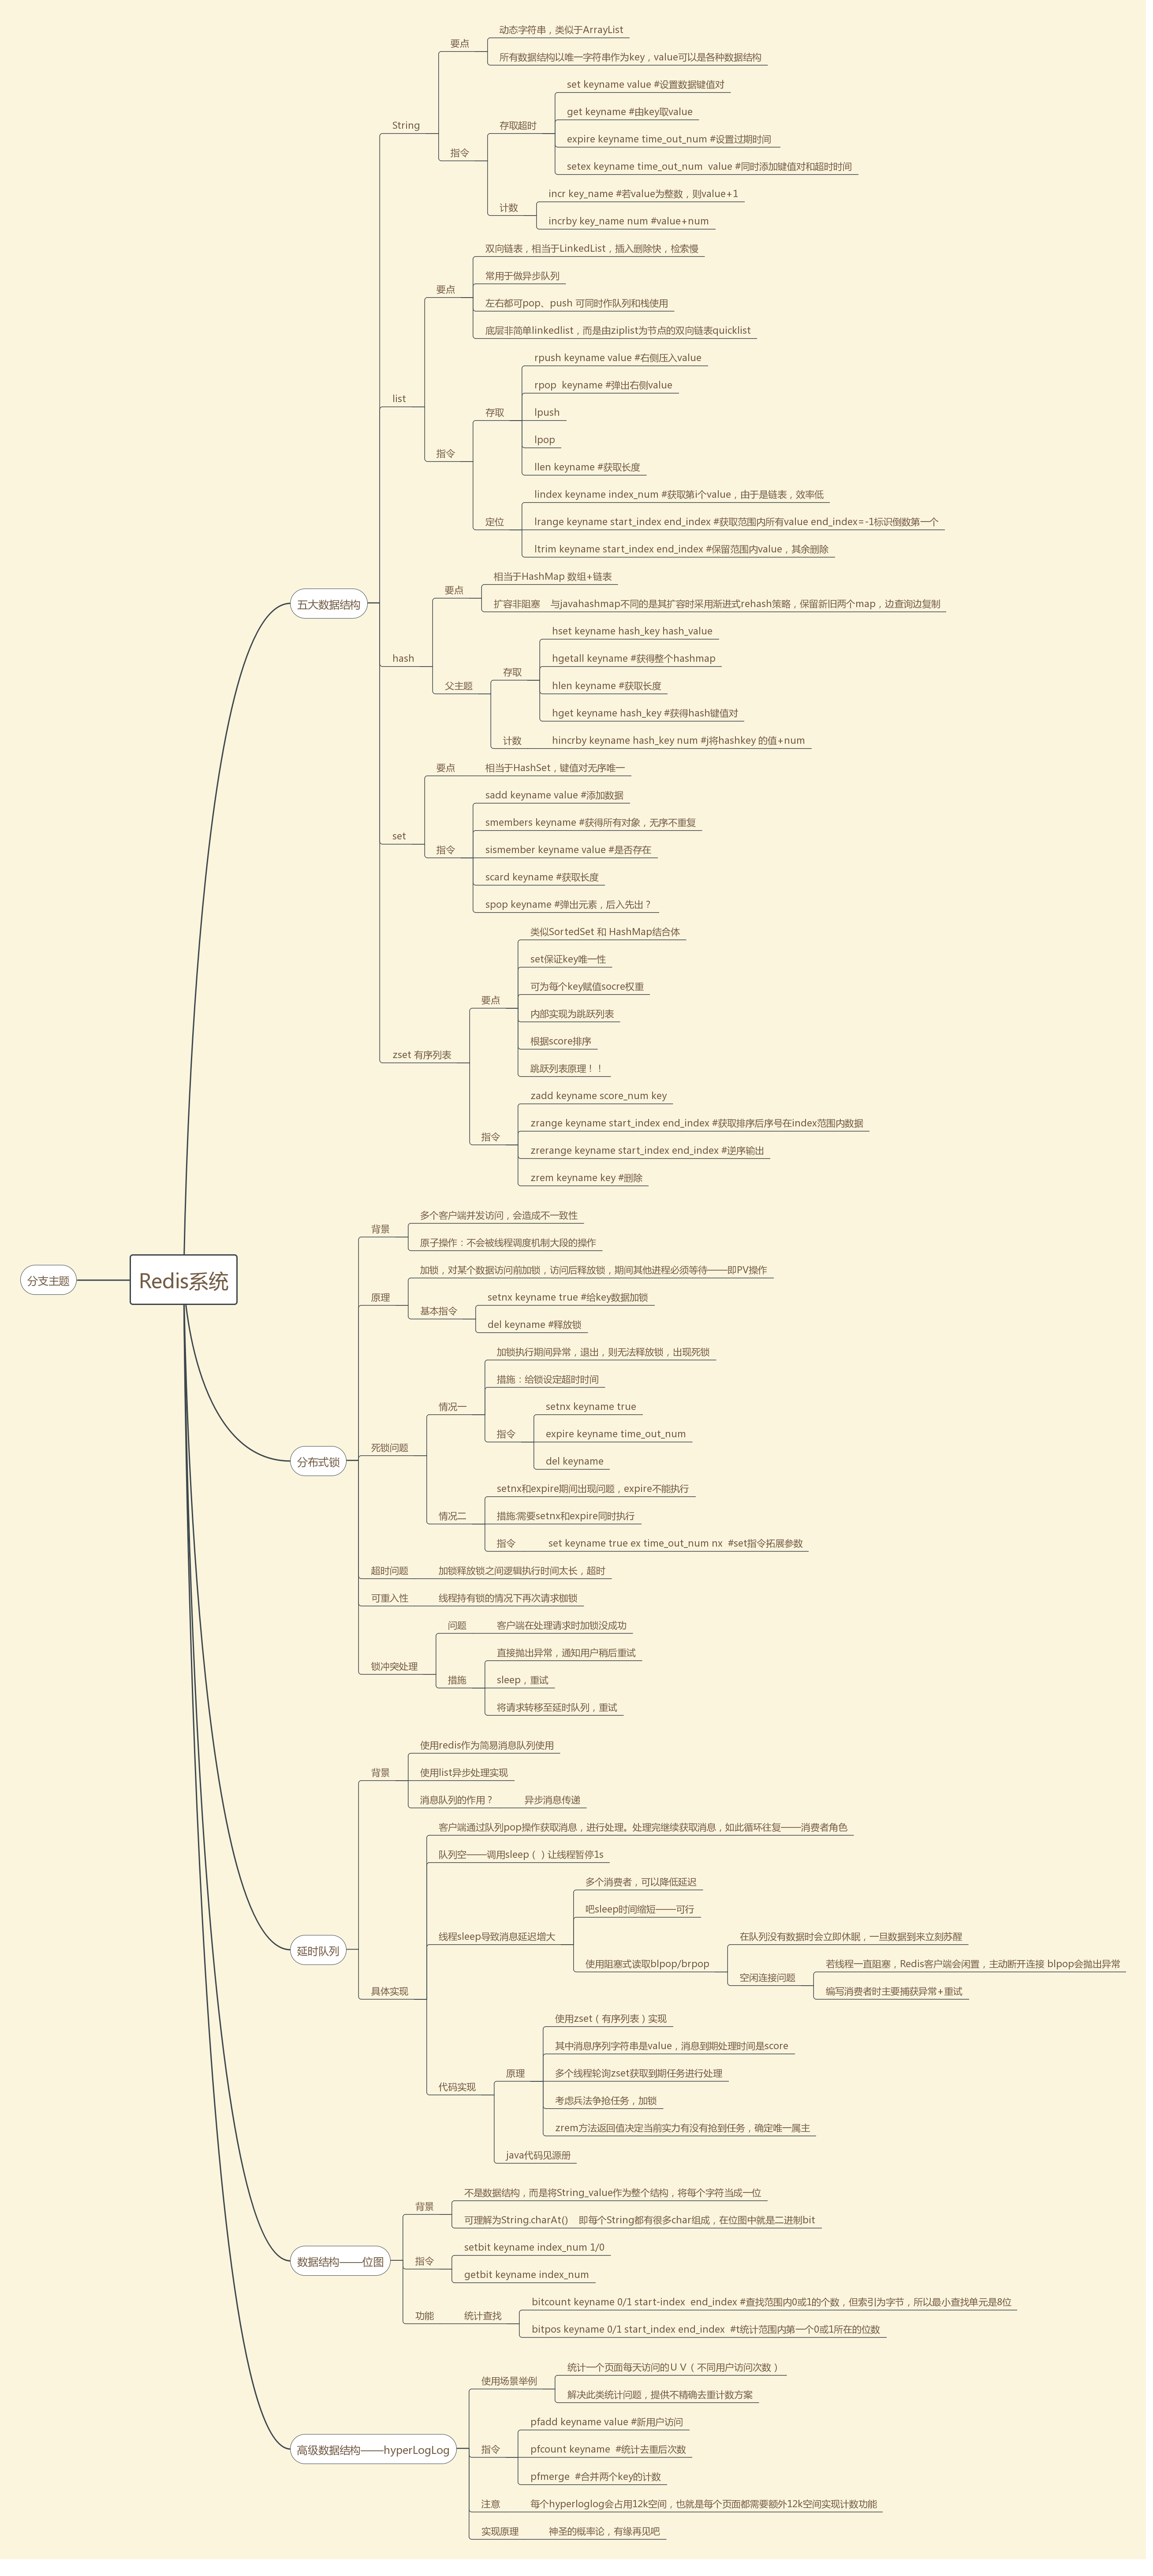 动态字符串，类似于ArrayList
要点
所有数据结构以唯一字符串作为key，value可以是各种数据结构
set keyname value #设置数据键值对
get keyname #由key取value
String
存取超时
expire keyname time_out_num #设置过期时间
指令
setex keyname time_out_num  value #同时添加键值对和超时时间
incr key_name #若value为整数，则value+1
计数
incrby key_name num #value+num
双向链表，相当于LinkedList，插入删除快，检索慢
常用于做异步队列
要点
左右都可pop、push 可同时作队列和栈使用
底层非简单linkedlist，而是由ziplist为节点的双向链表quicklist
rpush keyname value #右侧压入value
rpop  keyname #弹出右侧value
list
存取
lpush
lpop
指令
llen keyname #获取长度
lindex keyname index_num #获取第i个value，由于是链表，效率低
定位
lrange keyname start_index end_index #获取范围内所有value end_index=-1标识倒数第一个
ltrim keyname start_index end_index #保留范围内value，其余删除
相当于HashMap 数组+链表
要点
五大数据结构
扩容非阻塞    与javahashmap不同的是其扩容时采用渐进式rehash策略，保留新旧两个map，边查询边复制
hset keyname hash_key hash_value
hash
hgetall keyname #获得整个hashmap
存取
父主题
hlen keyname #获取长度
hget keyname hash_key #获得hash键值对
计数
hincrby keyname hash_key num #j将hashkey 的值+num
要点
相当于HashSet，键值对无序唯一
sadd keyname value #添加数据
smembers keyname #获得所有对象，无序不重复
set
指令
sismember keyname value #是否存在
scard keyname #获取长度
spop keyname #弹出元素，后入先出？
类似SortedSet 和 HashMap结合体
set保证key唯一性
要点
可为每个key赋值socre权重
内部实现为跳跃列表
根据score排序
zset 有序列表
跳跃列表原理！！
zadd keyname score_num key
zrange keyname start_index end_index #获取排序后序号在index范围内数据
指令
zrerange keyname start_index end_index #逆序输出
zrem keyname key #删除
多个客户端并发访问，会造成不一致性
背景
原子操作：不会被线程调度机制大段的操作
分支主题
Redis系统
加锁，对某个数据访问前加锁，访问后释放锁，期间其他进程必须等待——即PV操作
原理
setnx keyname true #给key数据加锁
基本指令
del keyname #释放锁
加锁执行期间异常，退出，则无法释放锁，出现死锁
措施：给锁设定超时时间
情况一
setnx keyname true
指令
expire keyname time_out_num
死锁问题
del keyname
分布式锁
setnx和expire期间出现问题，expire不能执行
情况二
措施:需要setnx和expire同时执行
指令
set keyname true ex time_out_num nx  #set指令拓展参数
超时问题
加锁释放锁之间逻辑执行时间太长，超时
可重入性
线程持有锁的情况下再次请求枷锁
问题
客户端在处理请求时加锁没成功
锁冲突处理
直接抛出异常，通知用户稍后重试
措施
sleep，重试
将请求转移至延时队列，重试
使用redis作为简易消息队列使用
背景
使用list异步处理实现
消息队列的作用？
异步消息传递
客户端通过队列pop操作获取消息，进行处理。处理完继续获取消息，如此循环往复——消费者角色
队列空——调用sleep（）让线程暂停1s
多个消费者，可以降低延迟
吧sleep时间缩短——可行
线程sleep导致消息延迟增大
在队列没有数据时会立即休眠，一旦数据到来立刻苏醒
延时队列
使用阻塞式读取blpop/brpop
若线程一直阻塞，Redis客户端会闲置，主动断开连接 blpop会抛出异常
空闲连接问题
编写消费者时主要捕获异常+重试
具体实现
使用zset（有序列表）实现
其中消息序列字符串是value，消息到期处理时间是score
原理
多个线程轮询zset获取到期任务进行处理
代码实现
考虑兵法争抢任务，加锁
zrem方法返回值决定当前实力有没有抢到任务，确定唯一属主
java代码见源册
不是数据结构，而是将String_value作为整个结构，将每个字符当成一位
背景
可理解为String.charAt()    即每个String都有很多char组成，在位图中就是二进制bit
setbit keyname index_num 1/0
数据结构——位图
指令
getbit keyname index_num
bitcount keyname 0/1 start-index  end_index #查找范围内0或1的个数，但索引为字节，所以最小查找单元是8位
功能
统计查找
bitpos keyname 0/1 start_index end_index  #t统计范围内第一个0或1所在的位数
统计一个页面每天访问的ＵＶ（不同用户访问次数）
使用场景举例
解决此类统计问题，提供不精确去重计数方案
pfadd keyname value #新用户访问
高级数据结构——hyperLogLog
指令
pfcount keyname  #统计去重后次数
pfmerge  #合并两个key的计数
注意
每个hyperloglog会占用12k空间，也就是每个页面都需要额外12k空间实现计数功能
实现原理
神圣的概率论，有缘再见吧